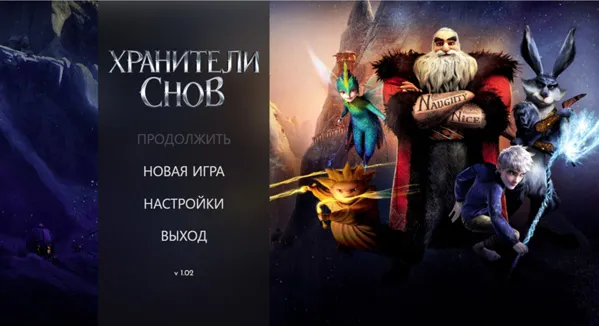 ХРАНИТЕЛИ
СНОВ
ПРОДОЛЖИТЬ
НОВАЯ ИГРА
НАСТРОЙКИ
ВЫХОД
v 1.02
NAUGHTY
NICE